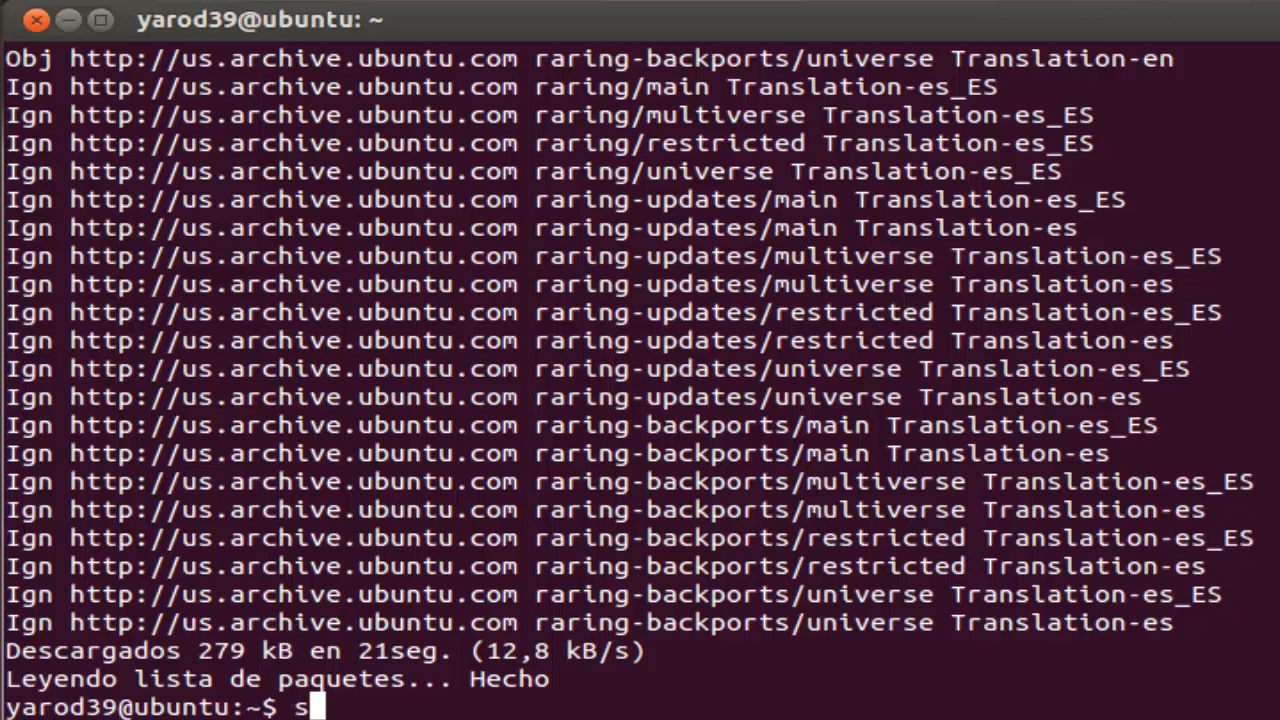 yarod39@ubuntu: ~
Obj http://us.archive.ubuntu.com raring-backports/universe Translation-en
Ign http://us.archive.ubuntu.com raring/main Translation-es_ES
Ign http://us.archive.ubuntu.com raring/multiverse Translation-es_ES
Ign http://us.archive.ubuntu.com raring/restricted Translation-es_ES
Ign http://us.archive.ubuntu.com raring/universe Translation-es_ES
Ign http://us.archive.ubuntu.com raring-updates/main Translation-es_ES
Ign http://us.archive.ubuntu.com raring-updates/main Translation-es
Ign http://us.archive.ubuntu.com raring-updates/multiverse Translation-es_ES
Ign http://us.archive.ubuntu.com raring-updates/multiverse Translation-es
Ign http://us.archive.ubuntu.com raring-updates/restricted Translation-es_ES
Ign http://us.archive.ubuntu.com raring-updates/restricted Translation-es
Ign http://us.archive.ubuntu.com raring-updates/universe Translation-es_ES
Ign http://us.archive.ubuntu.com raring-updates/universe Translation-es
Ign http://us.archive.ubuntu.com raring-backports/main Translation-es_ES
Ign http://us.archive.ubuntu.com raring-backports/main Translation-es
Ign http://us.archive.ubuntu.com raring-backports/multiverse Translation-es_ES
Ign http://us.archive.ubuntu.com raring-backports/multiverse Translation-es
Ign http://us.archive.ubuntu.com raring-backports/restricted Translation-es_ES
Ign http://us.archive.ubuntu.com raring-backports/restricted Translation-es
Ign http://us.archive.ubuntu.com raring-backports/universe Translation-es_ES
Ign http://us.archive.ubuntu.com raring-backports/universe Translation-es
Descargados 279 kB en 21seg. (12,8 kB/s)
Leyendo lista de paquetes... Hecho
yarod39@ubuntu:~$ s